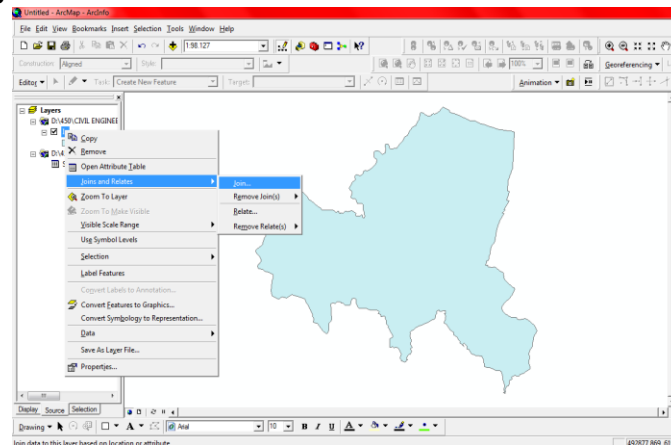 Untitled - ArcMap - ArcInfo
File Edit View Bookmarks Insert Selection Tools Window Help
1:98,127
Construction: Aligned Style: 100% Georeferencing
Editor Task: Create New Feature Target: Animation
Layers
D:\450\CIVIL ENGINEE
Copy
Remove
Open Attribute Table
Joins and Relates
Zoom To Layer
Zoom To Make Visible
Visible Scale Range
Use Symbol Levels
Selection
Label Features
Convert Labels to Annotation...
Convert Features to Graphics...
Convert Symbology to Representation...
Data
Save As Layer File...
Properties...
Join...
Remove Join(s)
Relate...
Remove Relate(s)
Display Source Selection
Drawing A Arial 10 B I U A
Join data to this layer based on location or attribute